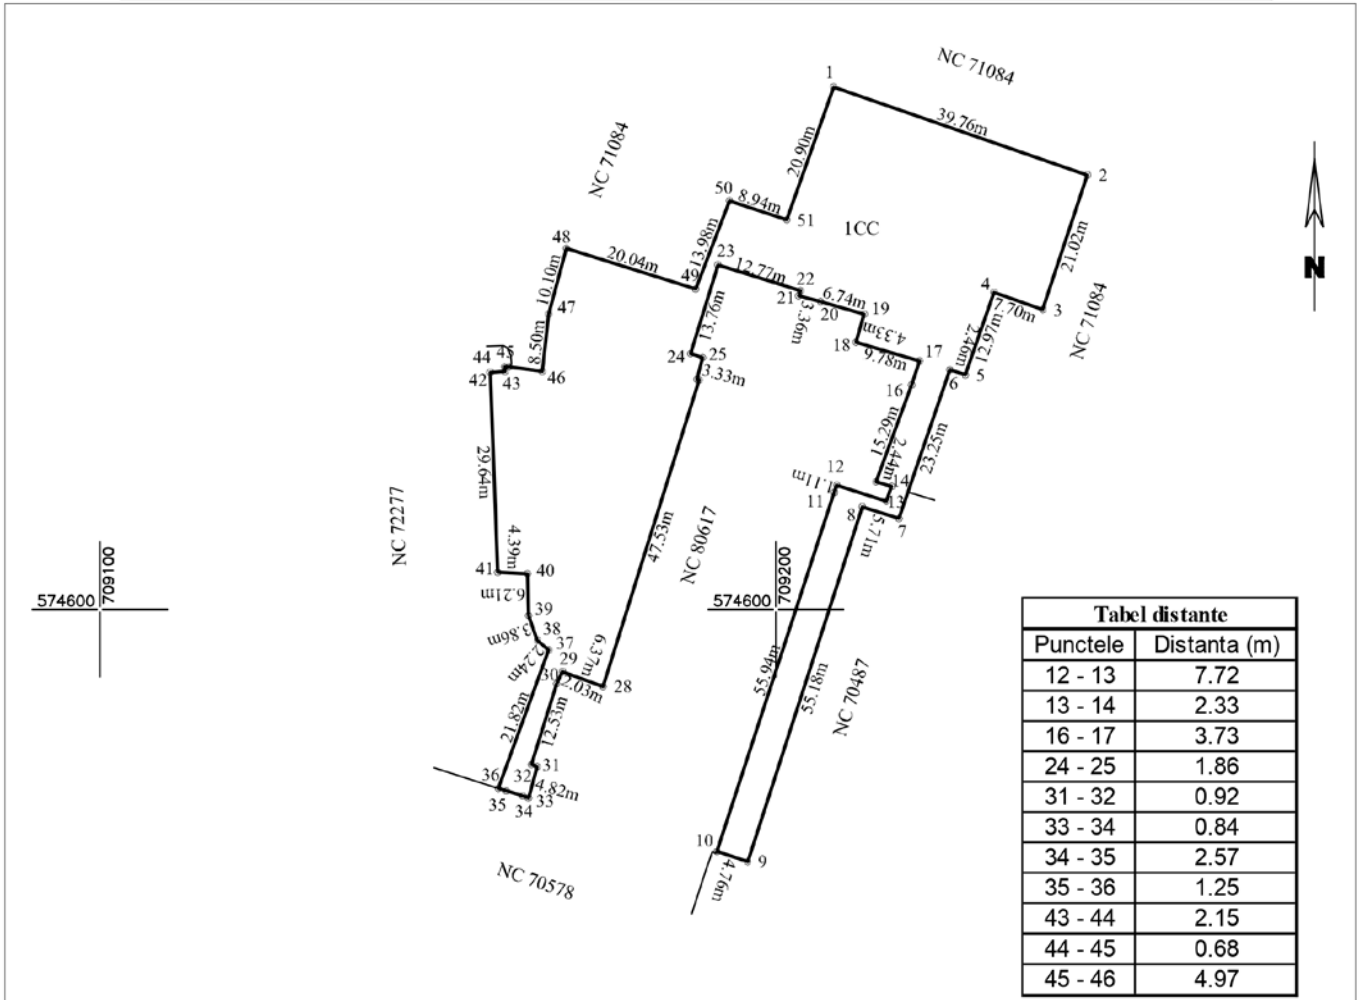 NC 71084
1
39.76m
2
20.90m
NC 71084
50
8.94m
51
1CC
21.02m
48
20.04m
13.98m
49
23
12.77m
22
21
3.36m
6.74m
20
19
4
7.70m
3
NC 71084
10.10m
47
13.76m
18
4.33m
9.78m
17
2.46m
12.97m
44
45
8.50m
24
25
6
5
42
43
46
3.33m
16
15.29m
2.44m
23.25m
29.64m
12
1.11m
14
11
13
8
7
5.71m
NC 72277
47.53m
NC 80617
4.39m
41
40
6.21m
709100
574600
709200
574600
39
3.86m
38
37
2.24m
29
30
2.03m
6.37m
28
55.94m
55.18m
NC 70487
21.82m
12.53m
36
32
31
4.82m
35
34
33
NC 70578
10
9
4.76m
N
Tabel distante
Punctele Distanta (m)
12 - 13 7.72
13 - 14 2.33
16 - 17 3.73
24 - 25 1.86
31 - 32 0.92
33 - 34 0.84
34 - 35 2.57
35 - 36 1.25
43 - 44 2.15
44 - 45 0.68
45 - 46 4.97